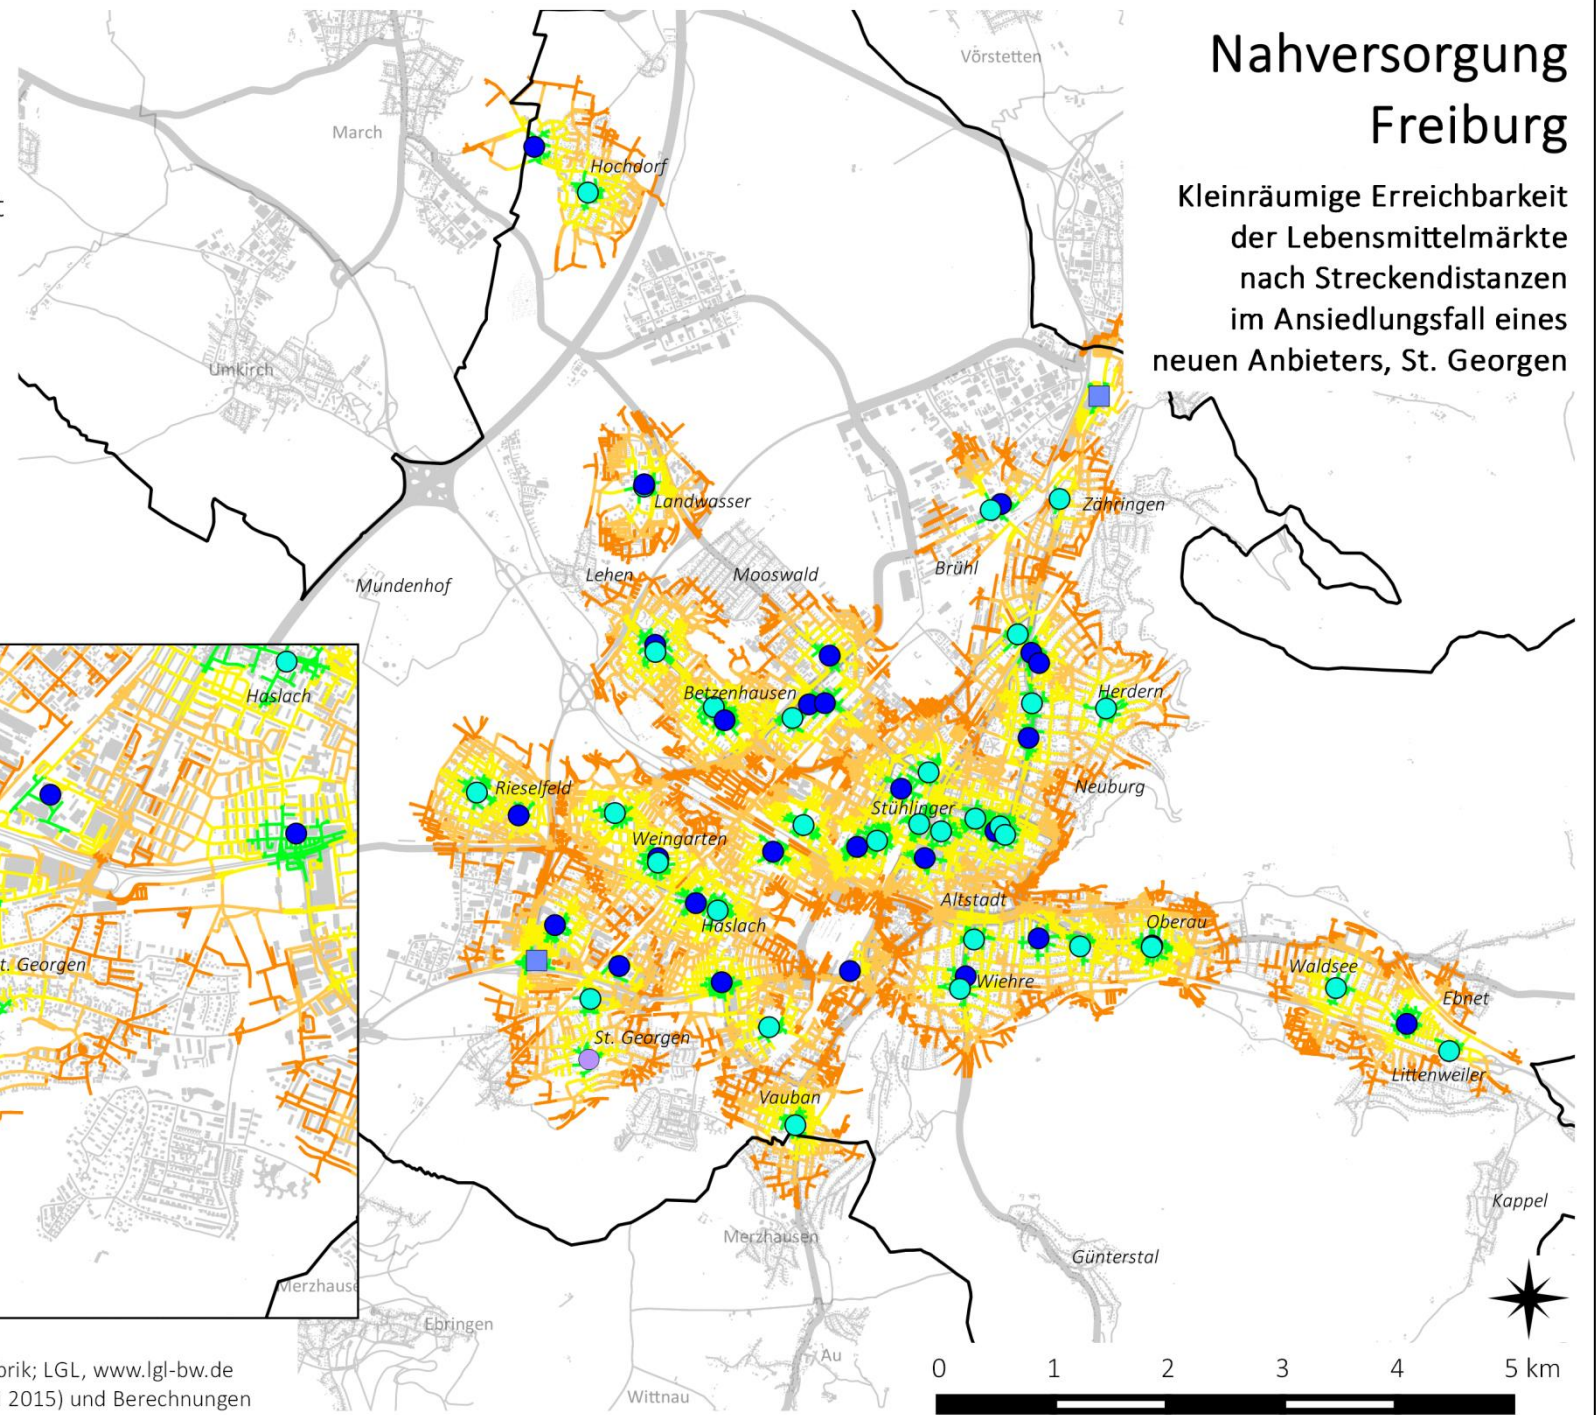 Nahversorgung
Freiburg
Kleinräumige Erreichbarkeit
der Lebensmittelmärkte
nach Streckendistanzen
im Ansiedlungsfall eines
neuen Anbieters, St. Georgen
Vörstetten
March
Hochdorf
Umkirch
Landwasser
Zähringen
Lehen
Mooswald
Brühl
Mundenhof
Betzenhausen
Herdern
Haslach
Rieselfeld
Neuburg
Stühlinger
Weingarten
Altstadt
Haslach
Oberau
t. Georgen
Waldsee
Wiehre
Ebnet
St. Georgen
Littenweiler
Vauban
Kappel
Merzhausen
Günterstal
Merzhause
Ebringen
Au
Wittnau
brik; LGL, www.lgl-bw.de
2015) und Berechnungen
0 1 2 3 4 5 km